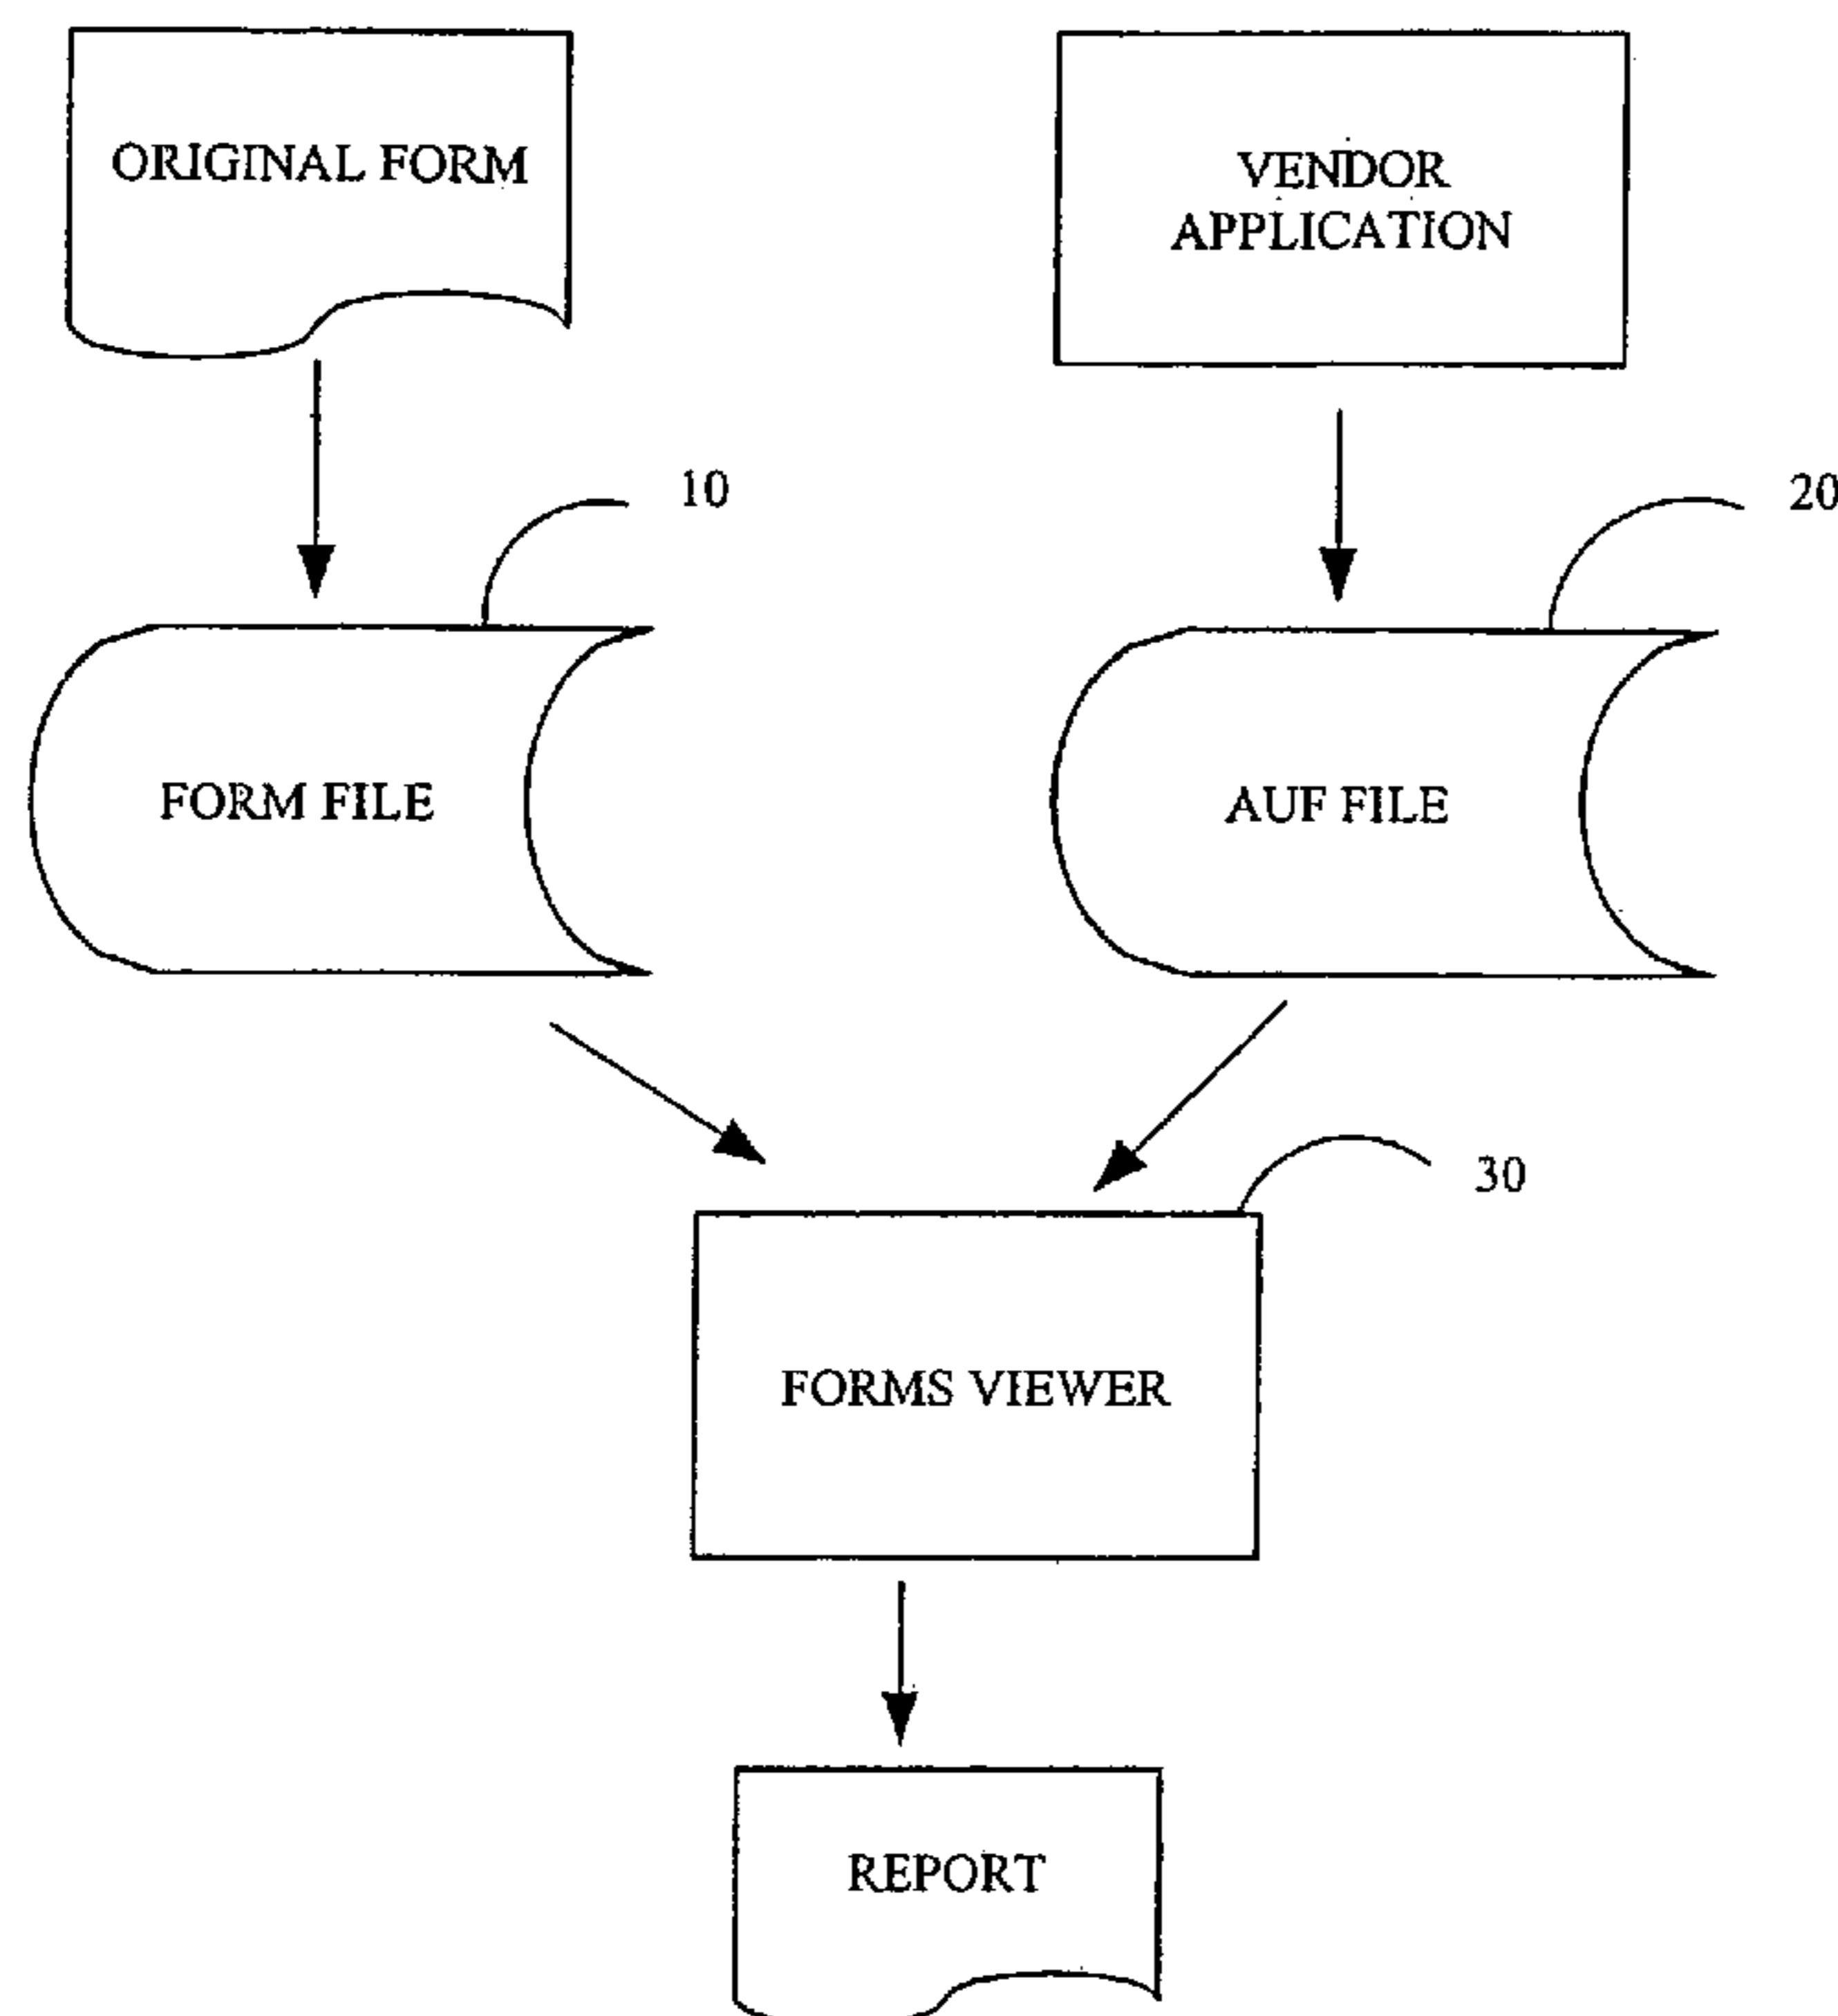 ORIGINAL FORM
VENDOR
APPLICATION
10
20
FORM FILE
AUF FILE
30
FORMS VIEWER
REPORT